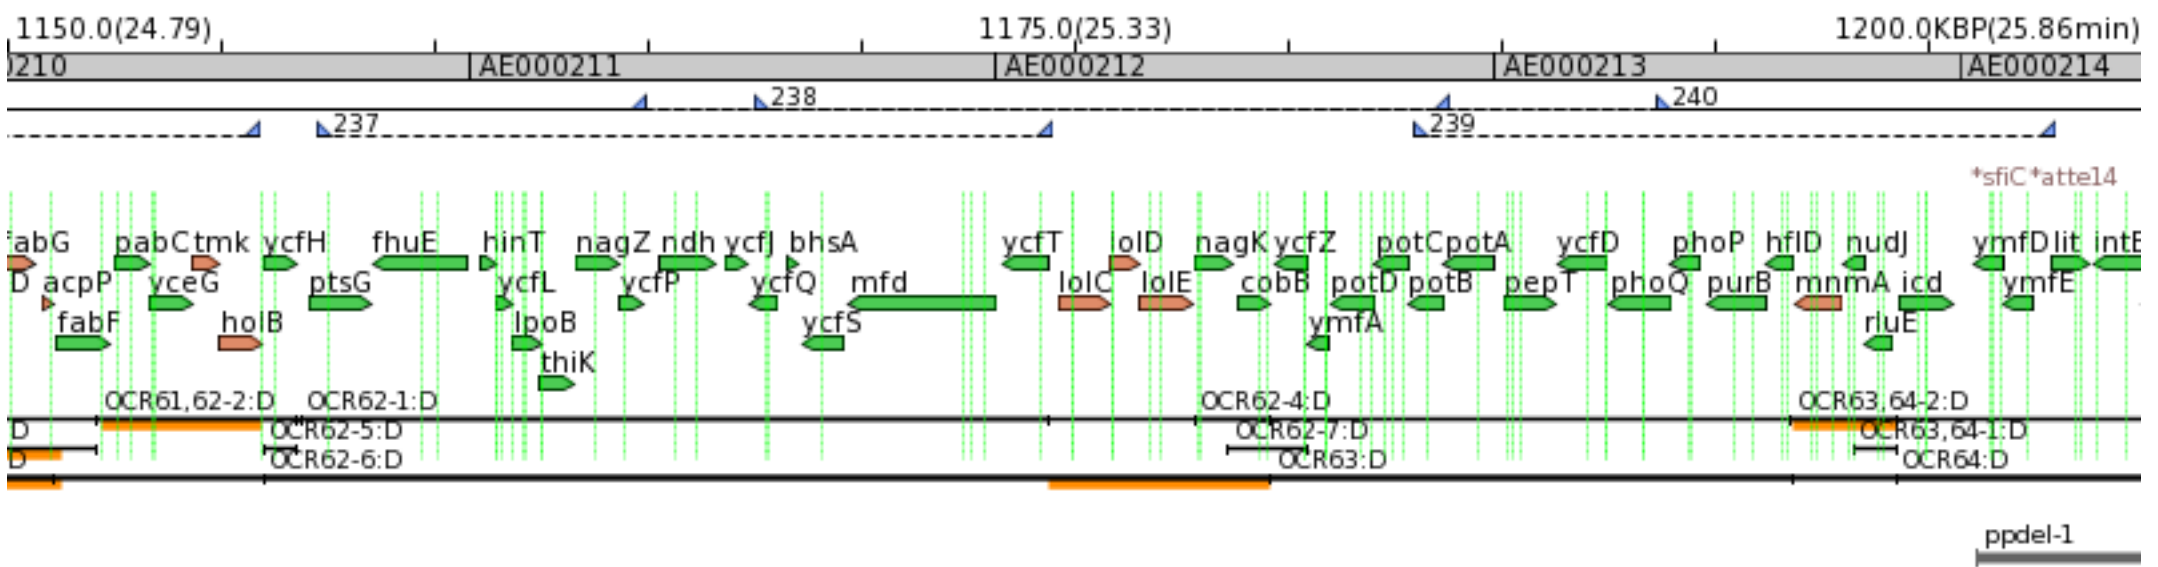 1150.0(24.79) 1175.0(25.33) 1200.0KBP(25.86min)
0210 AE000211 AE000212 AE000213 AE000214
238 240
237 239
*sfiC *atte14
fabG pabC tmk ycfH fhuE hinT nagZ ndh ycfJ bhsA ycfT lolD nagK ycfZ potC potA ycfD phoP hflD nudJ ymfD lit intE
D acpP yceG ptsG ycfL ycfP ycfQ mfd lolC lolE cobB potD potB pepT phoQ purB mnmA icd ymfE
fabF holB lpoB ycfS ymfA rluE
thiK
OCR61,62-2:D OCR62-1:D OCR62-4:D OCR63,64-2:D
D OCR62-5:D OCR62-7:D OCR63,64-1:D
D OCR62-6:D OCR63:D OCR64:D
ppdel-1